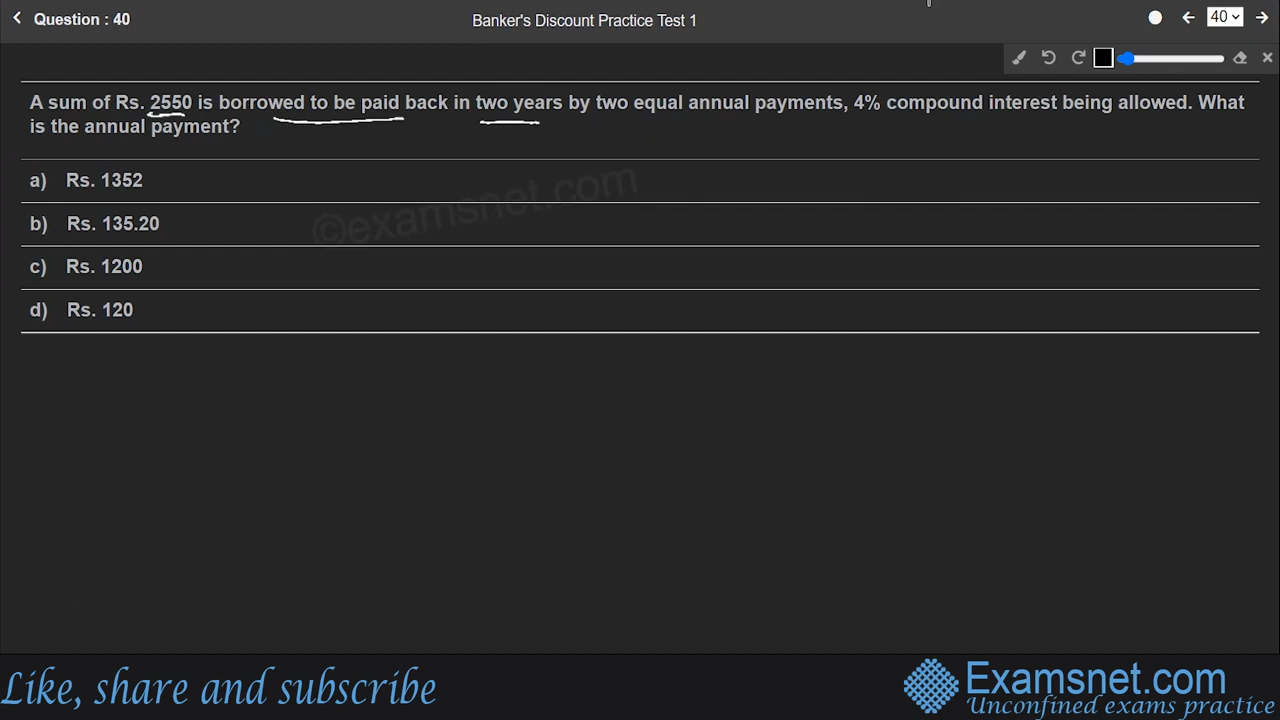 Question : 40
Banker's Discount Practice Test 1
40
A sum of Rs. 2550 is borrowed to be paid back in two years by two equal annual payments, 4% compound interest being allowed. What
is the annual payment?
a) Rs. 1352
b) Rs. 135.20
c) Rs. 1200
d) Rs. 120
©examsnet.com
Like, share and subscribe
Examsnet.com
Unconfined exams practice